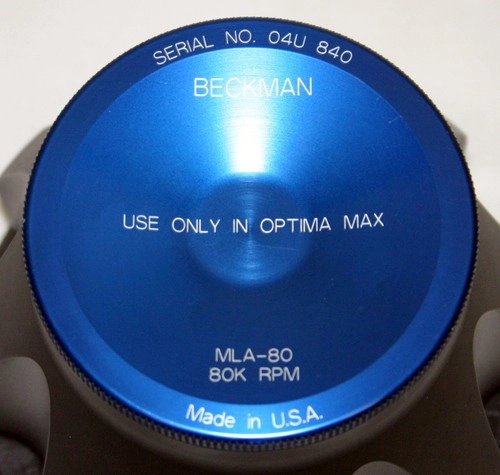 SERIAL NO. 04U 840
BECKMAN
USE ONLY IN OPTIMA MAX
MLA-80
80K RPM
Made in U.S.A.